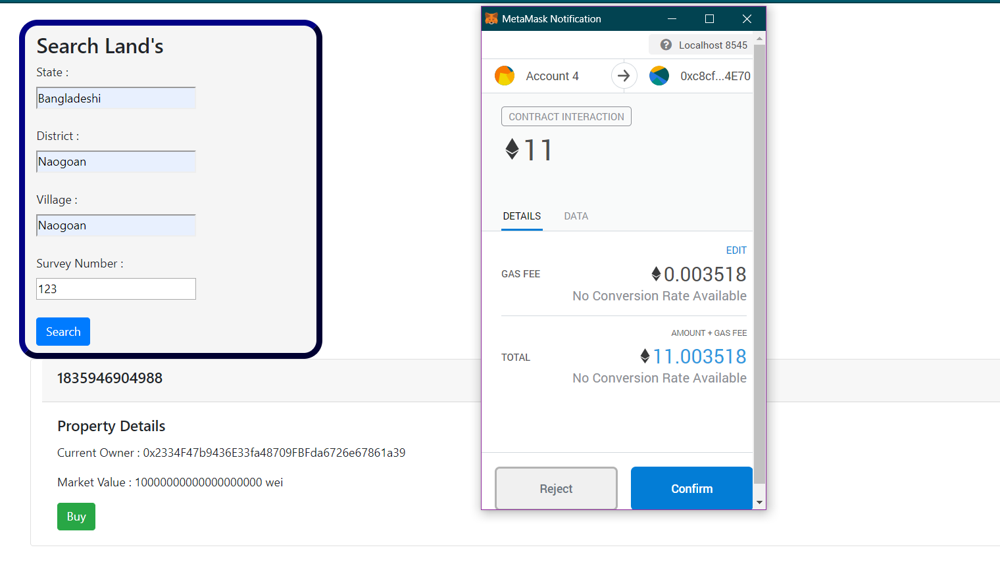 Search Land's
State :
Bangladeshi
District :
Naogoan
Village :
Naogoan
Survey Number :
123
Search
1835946904988
Property Details
Current Owner : 0x2334F47b9436E33fa48709FBFda6726e67861a39
Market Value : 10000000000000000000 wei
Buy
MetaMask Notification
Localhost 8545
Account 4
0xc8cf...4E70
CONTRACT INTERACTION
11
DETAILS DATA
EDIT
GAS FEE 0.003518
No Conversion Rate Available
AMOUNT + GAS FEE
TOTAL 11.003518
No Conversion Rate Available
Reject Confirm